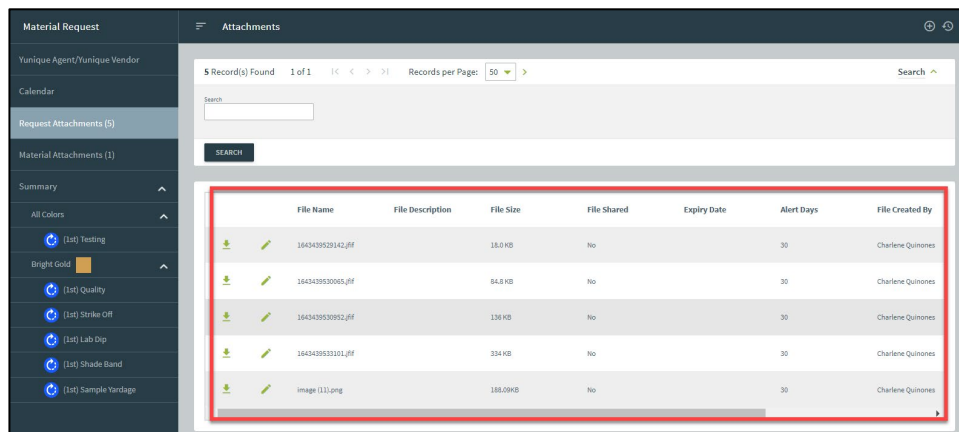 Material Request
Attachments
Yunique Agent/Yunique Vendor
Calendar
Request Attachments (5)
Material Attachments (1)
Summary
All Colors
(1st) Testing
Bright Gold
(1st) Quality
(1st) Strike Off
(1st) Lab Dip
(1st) Shade Band
(1st) Sample Yardage
5 Record(s) Found 1 of 1 Records per Page: 50 Search
Search
SEARCH
File Name File Description File Size File Shared Expiry Date Alert Days File Created By
1643439529142.jfif 18.0 KB No 30 Charlene Quinones
1643439530065.jfif 84.8 KB No 30 Charlene Quinones
1643439530952.jfif 136 KB No 30 Charlene Quinones
1643439533101.jfif 334 KB No 30 Charlene Quinones
image (11).png 188.09KB No 30 Charlene Quinones